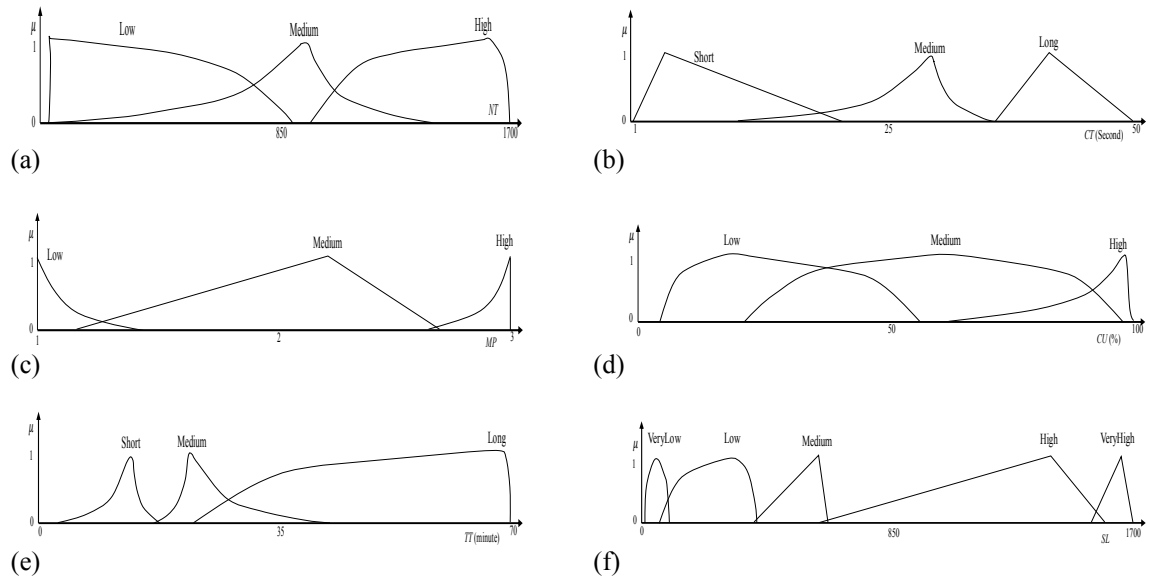 Low Medium High
μ
1
NT
0 850 1700
(a)
μ
Short Medium Long
1
0
1 25 CT (Second) 50
(b)
μ
Low Medium High
1
0
1 2 MP 3
(c)
μ
Low Medium High
1
0 50 CU (%) 100
(d)
μ
Short Medium Long
1
0
0 35 TT (minute) 70
(e)
μ
VeryLow Low Medium High VeryHigh
1
0
0 850 SL 1700
(f)